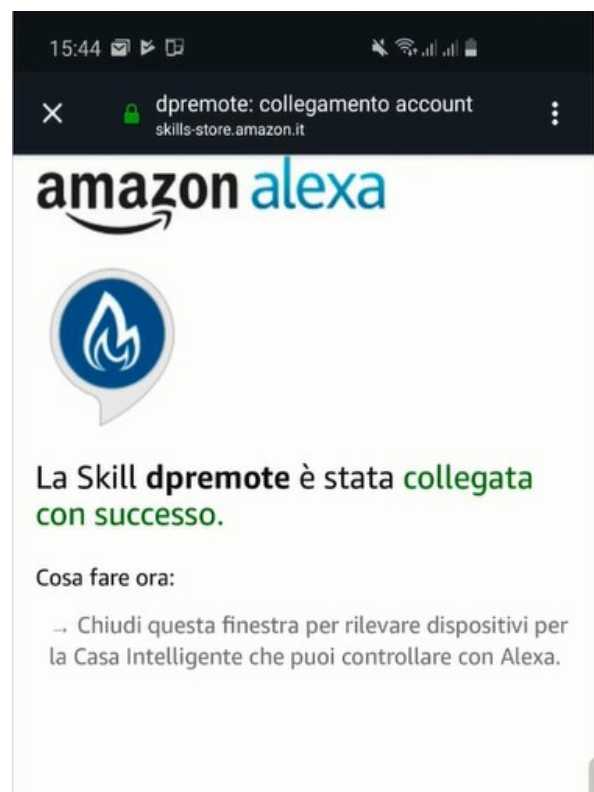 15:44
dpremote: collegamento account
skills-store.amazon.it
amazon alexa
La Skill dpremote è stata collegata
con successo.
Cosa fare ora:
→ Chiudi questa finestra per rilevare dispositivi per
la Casa Intelligente che puoi controllare con Alexa.